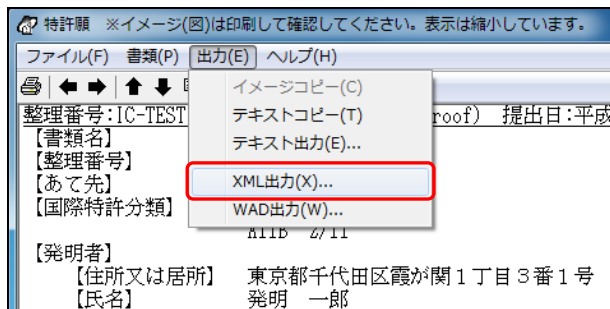 特許願 ※イメージ(図)は印刷して確認してください。表示は縮小しています。
ファイル(F) 書類(P) 出力(E) ヘルプ(H)
イメージコピー(C)
テキストコピー(T)
テキスト出力(E)...
XML出力(X)...
WAD出力(W)...
整理番号:IC-TEST roof) 提出日:平成
【書類名】
【整理番号】
【あて先】
【国際特許分類】
A11B 2/11
【発明者】
【住所又は居所】 東京都千代田区霞が関1丁目3番1号
【氏名】 発明 一郎